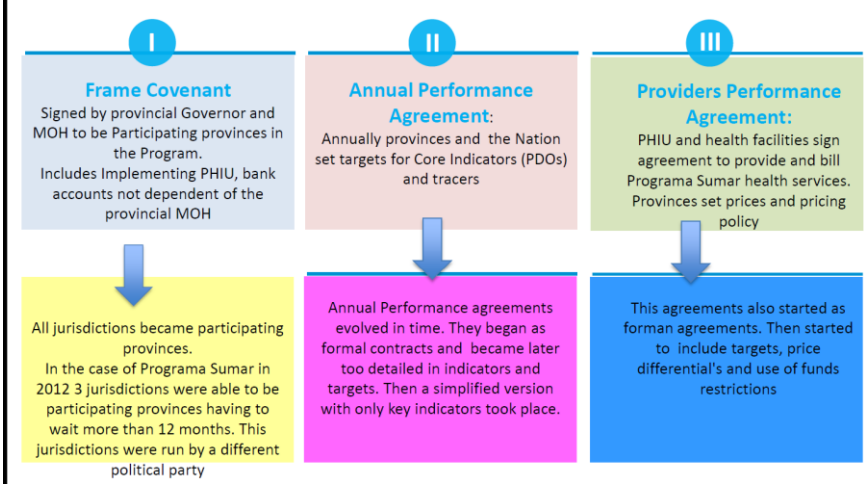 I
Frame Covenant
Signed by provincial Governor and
MOH to be Participating provinces in
the Program.
Includes Implementing PHIU, bank
accounts not dependent of the
provincial MOH
All jurisdictions became participating
provinces.
In the case of Programa Sumar in
2012 3 jurisdictions were able to be
participating provinces having to
wait more than 12 months. This
jurisdictions were run by a different
political party
II
Annual Performance
Agreement:
Annually provinces and the Nation
set targets for Core Indicators (PDOs)
and tracers
Annual Performance agreements
evolved in time. They began as
formal contracts and became later
too detailed in indicators and
targets. Then a simplified version
with only key indicators took place.
III
Providers Performance
Agreement:
PHIU and health facilities sign
agreement to provide and bill
Programa Sumar health services.
Provinces set prices and pricing
policy
This agreements also started as
forman agreements. Then started
to include targets, price
differential's and use of funds
restrictions